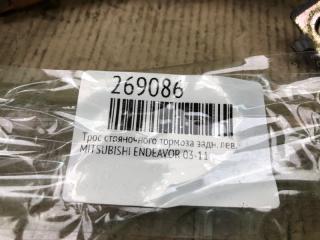 269086
Трос стояночного тормоза задн. лев.
MITSUBISHI ENDEAVOR 03-11